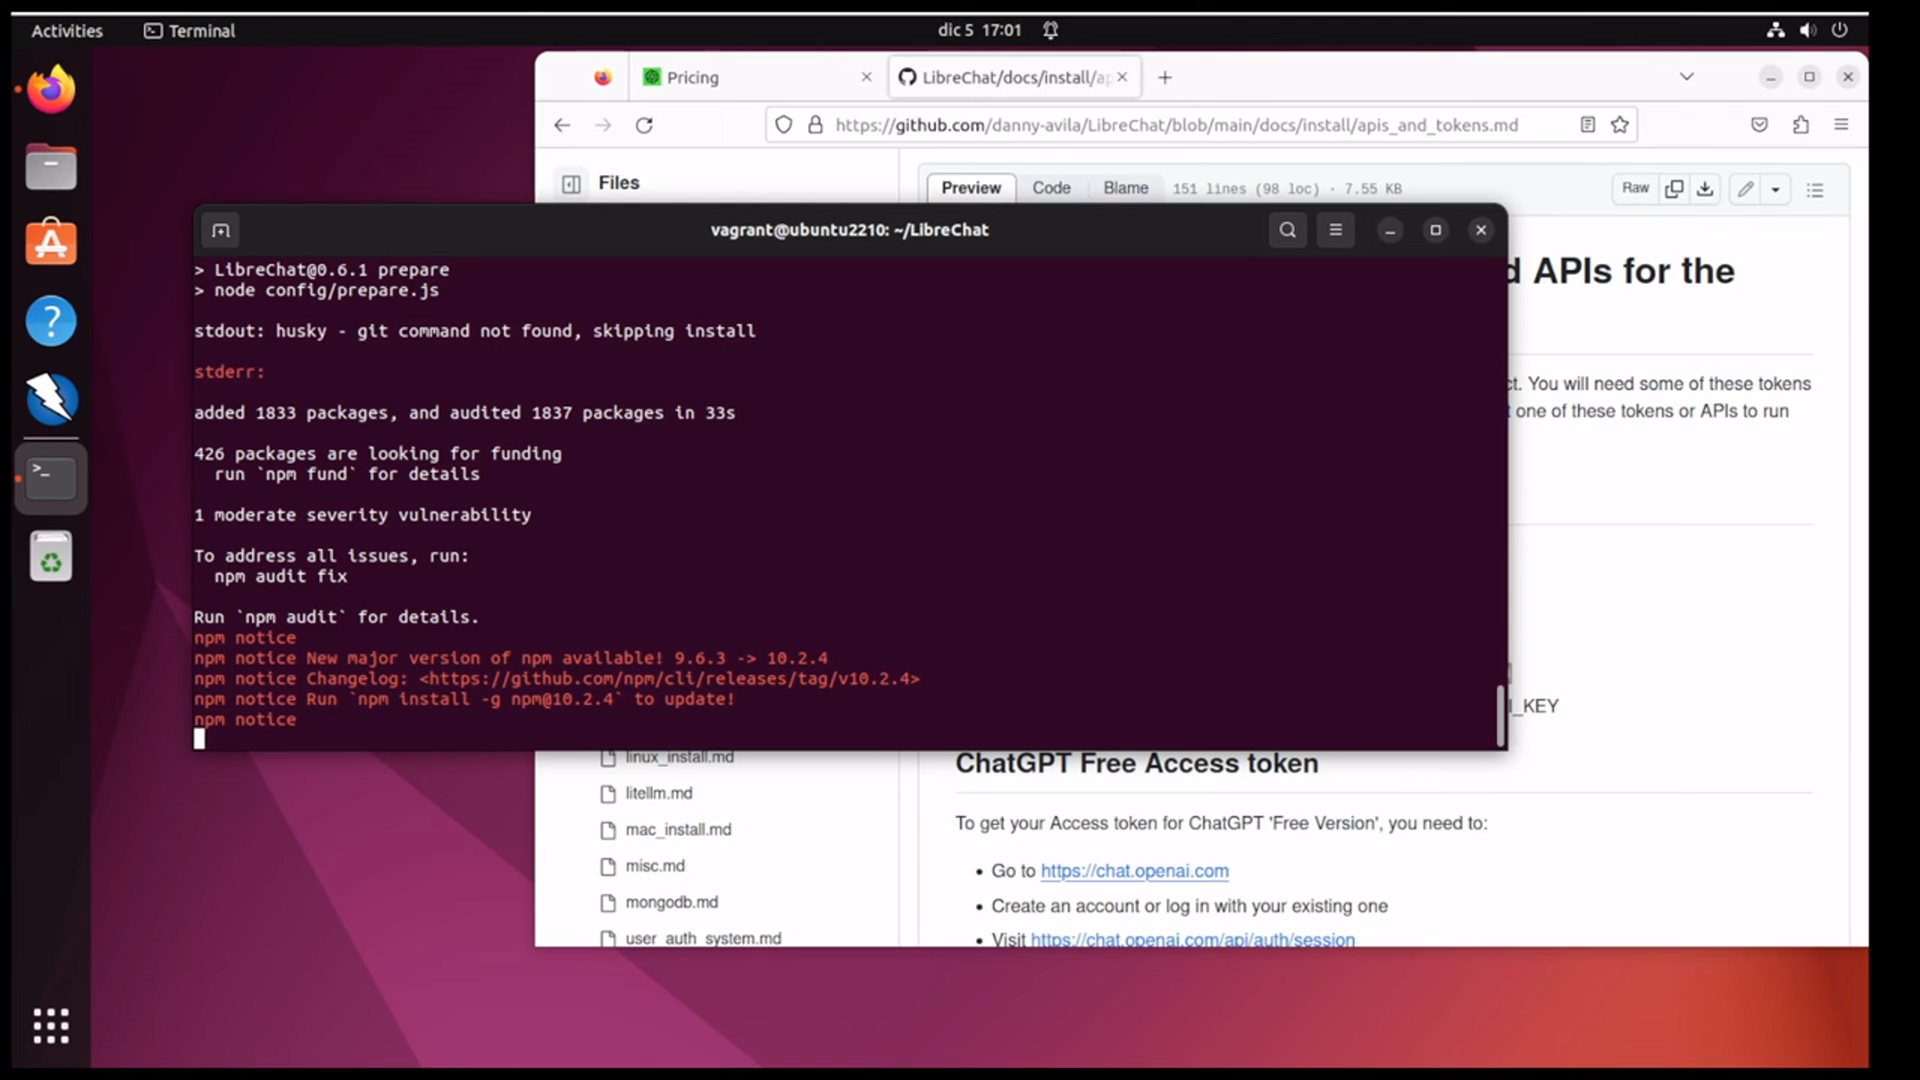 Activities
Terminal
dic 5 17:01
Pricing
LibreChat/docs/install/ap
https://github.com/danny-avila/LibreChat/blob/main/docs/install/apis_and_tokens.md
Files
Preview
Code
Blame
151 lines (98 loc) · 7.55 KB
Raw
vagrant@ubuntu2210: ~/LibreChat
> LibreChat@0.6.1 prepare
> node config/prepare.js
stdout: husky - git command not found, skipping install
stderr:
added 1833 packages, and audited 1837 packages in 33s
426 packages are looking for funding
run `npm fund` for details
1 moderate severity vulnerability
To address all issues, run:
npm audit fix
Run `npm audit` for details.
npm notice
npm notice New major version of npm available! 9.6.3 -> 10.2.4
npm notice Changelog: <https://github.com/npm/cli/releases/tag/v10.2.4>
npm notice Run `npm install -g npm@10.2.4` to update!
npm notice
APIs for the
You will need some of these tokens
one of these tokens or APIs to run
_KEY
linux_install.md
litellm.md
mac_install.md
misc.md
mongodb.md
user_auth_system.md
ChatGPT Free Access token
To get your Access token for ChatGPT 'Free Version', you need to:
• Go to https://chat.openai.com
• Create an account or log in with your existing one
• Visit https://chat.openai.com/api/auth/session